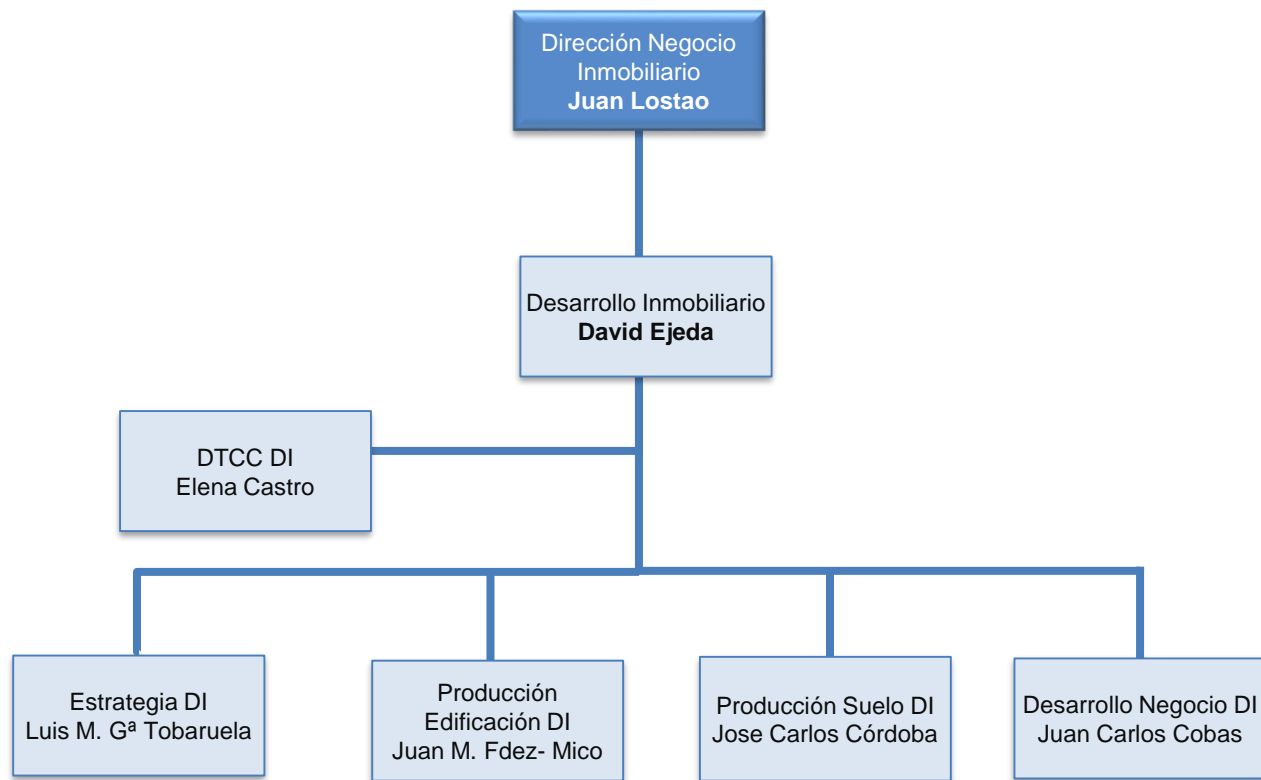 Dirección Negocio
Inmobiliario
Juan Lostao
Desarrollo Inmobiliario
David Ejeda
DTCC DI
Elena Castro
Estrategia DI
Luis M. Gª Tobaruela
Producción
Edificación DI
Juan M. Fdez- Mico
Producción Suelo DI
Jose Carlos Córdoba
Desarrollo Negocio DI
Juan Carlos Cobas